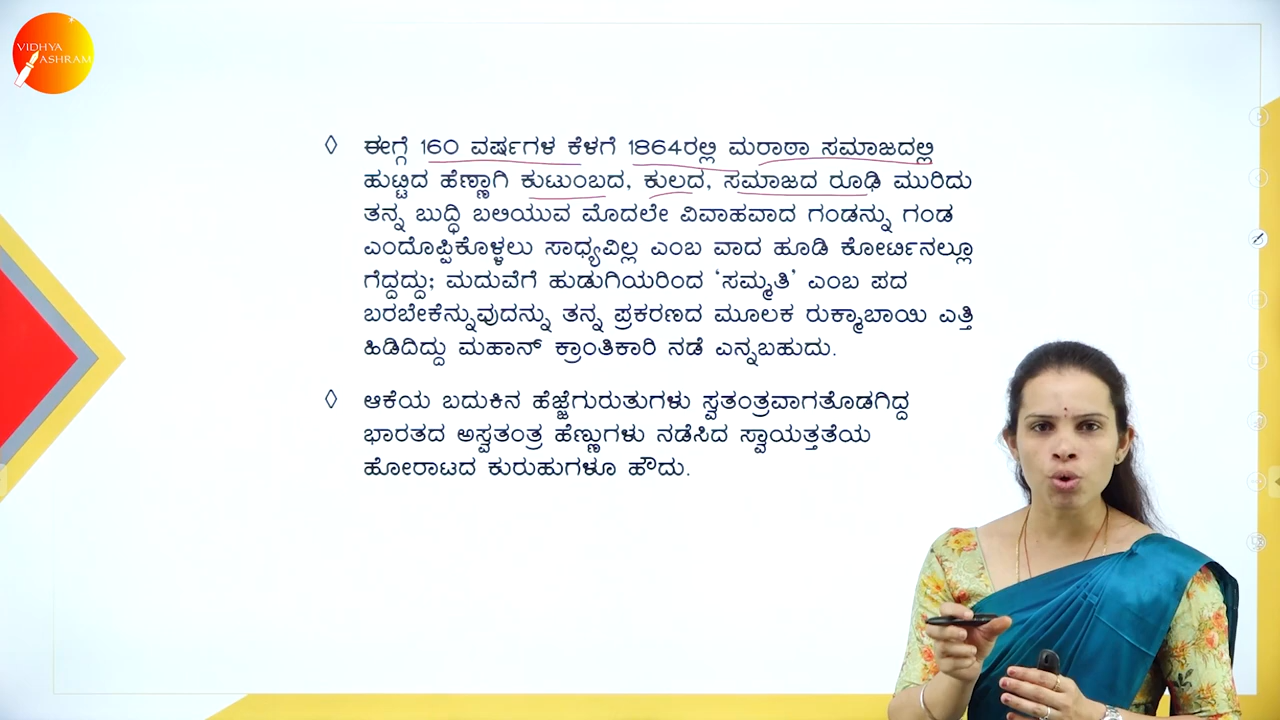 VIDHYA
ASHRAM
◊ ಈಗ್ಗೆ 160 ವರ್ಷಗಳ ಕೆಳಗೆ 1864ರಲ್ಲಿ ಮರಾಠಾ ಸಮಾಜದಲ್ಲಿ
ಹುಟ್ಟಿದ ಹೆಣ್ಣಾಗಿ ಕುಟುಂಬದ, ಕುಲದ, ಸಮಾಜದ ರೂಢಿ ಮುರಿದು
ತನ್ನ ಬುದ್ಧಿ ಬಲಿಯುವ ಮೊದಲೇ ವಿವಾಹವಾದ ಗಂಡನ್ನು ಗಂಡ
ಎಂದೊಪ್ಪಿಕೊಳ್ಳಲು ಸಾಧ್ಯವಿಲ್ಲ ಎಂಬ ವಾದ ಹೂಡಿ ಕೋರ್ಟಿನಲ್ಲೂ
ಗೆದ್ದದ್ದು; ಮದುವೆಗೆ ಹುಡುಗಿಯರಿಂದ ‘ಸಮ್ಮತಿ’ ಎಂಬ ಪದ
ಬರಬೇಕೆನ್ನುವುದನ್ನು ತನ್ನ ಪ್ರಕರಣದ ಮೂಲಕ ರುಕ್ಮಾಬಾಯಿ ಎತ್ತಿ
ಹಿಡಿದಿದ್ದು ಮಹಾನ್ ಕ್ರಾಂತಿಕಾರಿ ನಡೆ ಎನ್ನಬಹುದು.
◊ ಆಕೆಯ ಬದುಕಿನ ಹೆಜ್ಜೆಗುರುತುಗಳು ಸ್ವತಂತ್ರವಾಗತೊಡಗಿದ್ದ
ಭಾರತದ ಅಸ್ವತಂತ್ರ ಹೆಣ್ಣುಗಳು ನಡೆಸಿದ ಸ್ವಾಯತ್ತತೆಯ
ಹೋರಾಟದ ಕುರುಹುಗಳೂ ಹೌದು.